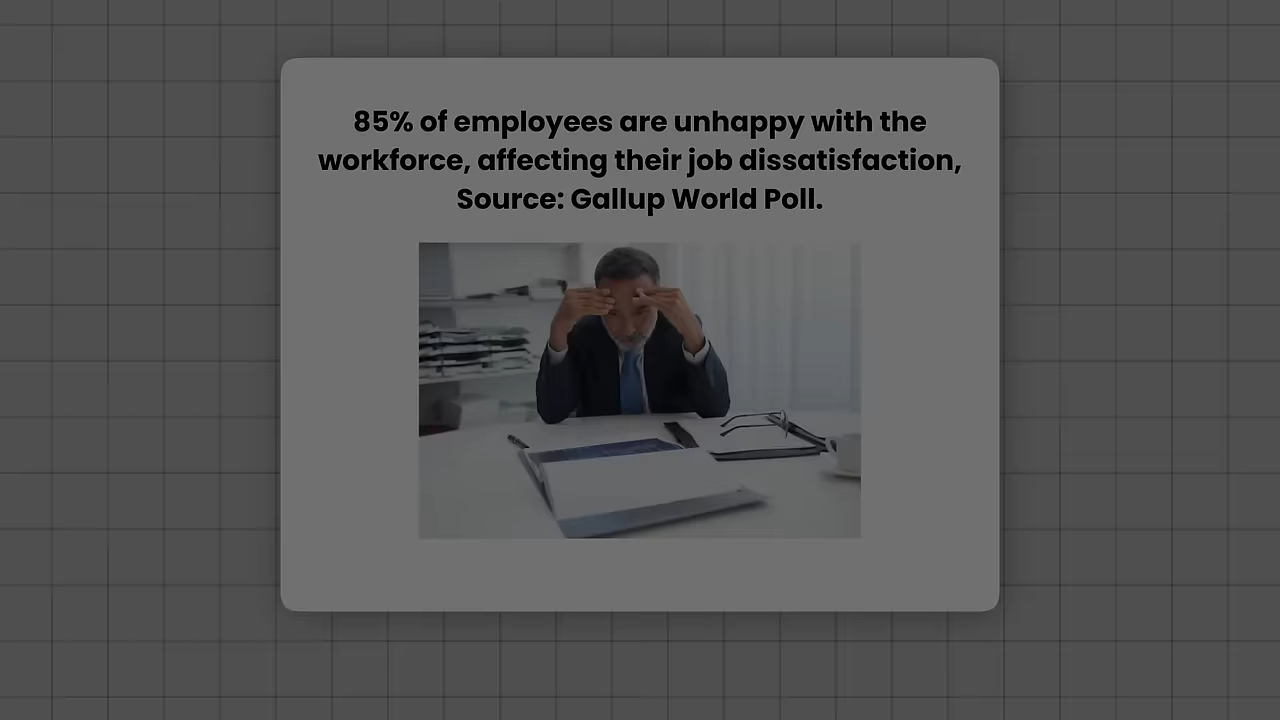 85% of employees are unhappy with the
workforce, affecting their job dissatisfaction,
Source: Gallup World Poll.